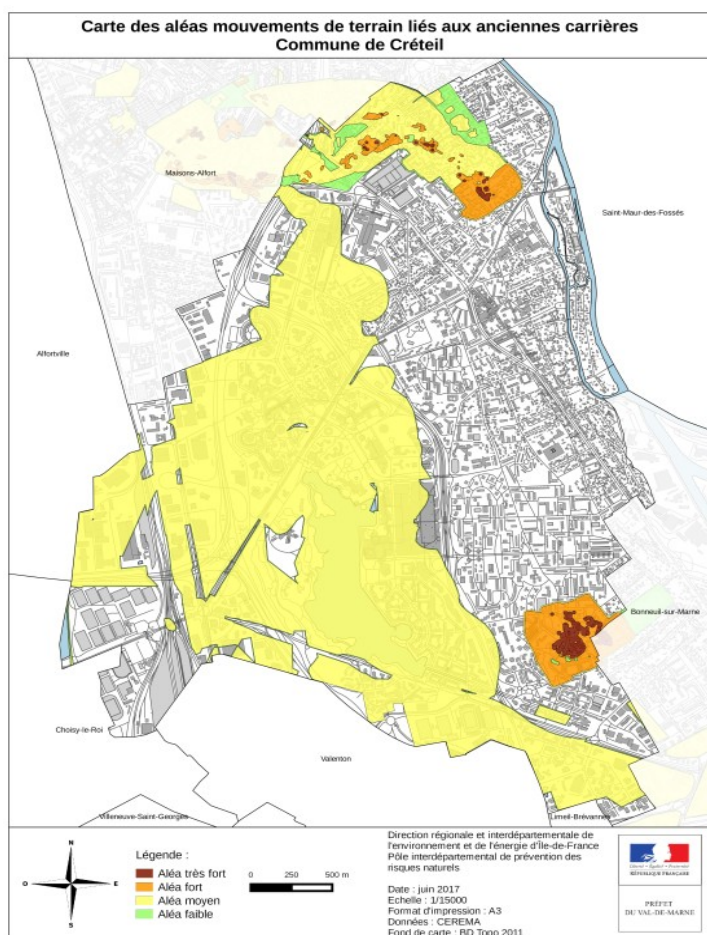 Carte des aléas mouvements de terrain liés aux anciennes carrières
Commune de Créteil
Maisons-Alfort
Saint-Maur-des-Fossés
Alfortville
Bonneuil-sur-Marne
Choisy-le-Roi
Valenton
Villeneuve-Saint-Georges
Limeil-Brévannes
N
O
E
S
Légende :
Aléa très fort
Aléa fort
Aléa moyen
Aléa faible
0 250 500 m
Direction régionale et interdépartementale de
l'environnement et de l'énergie d'Île-de-France
Pôle interdépartemental de prévention des
risques naturels
Date : juin 2017
Echelle : 1/15000
Format d'impression : A3
Données : CEREMA
Fond de carte : BD Topo 2011
Liberté • Égalité • Fraternité
RÉPUBLIQUE FRANÇAISE
PRÉFET
DU VAL-DE-MARNE